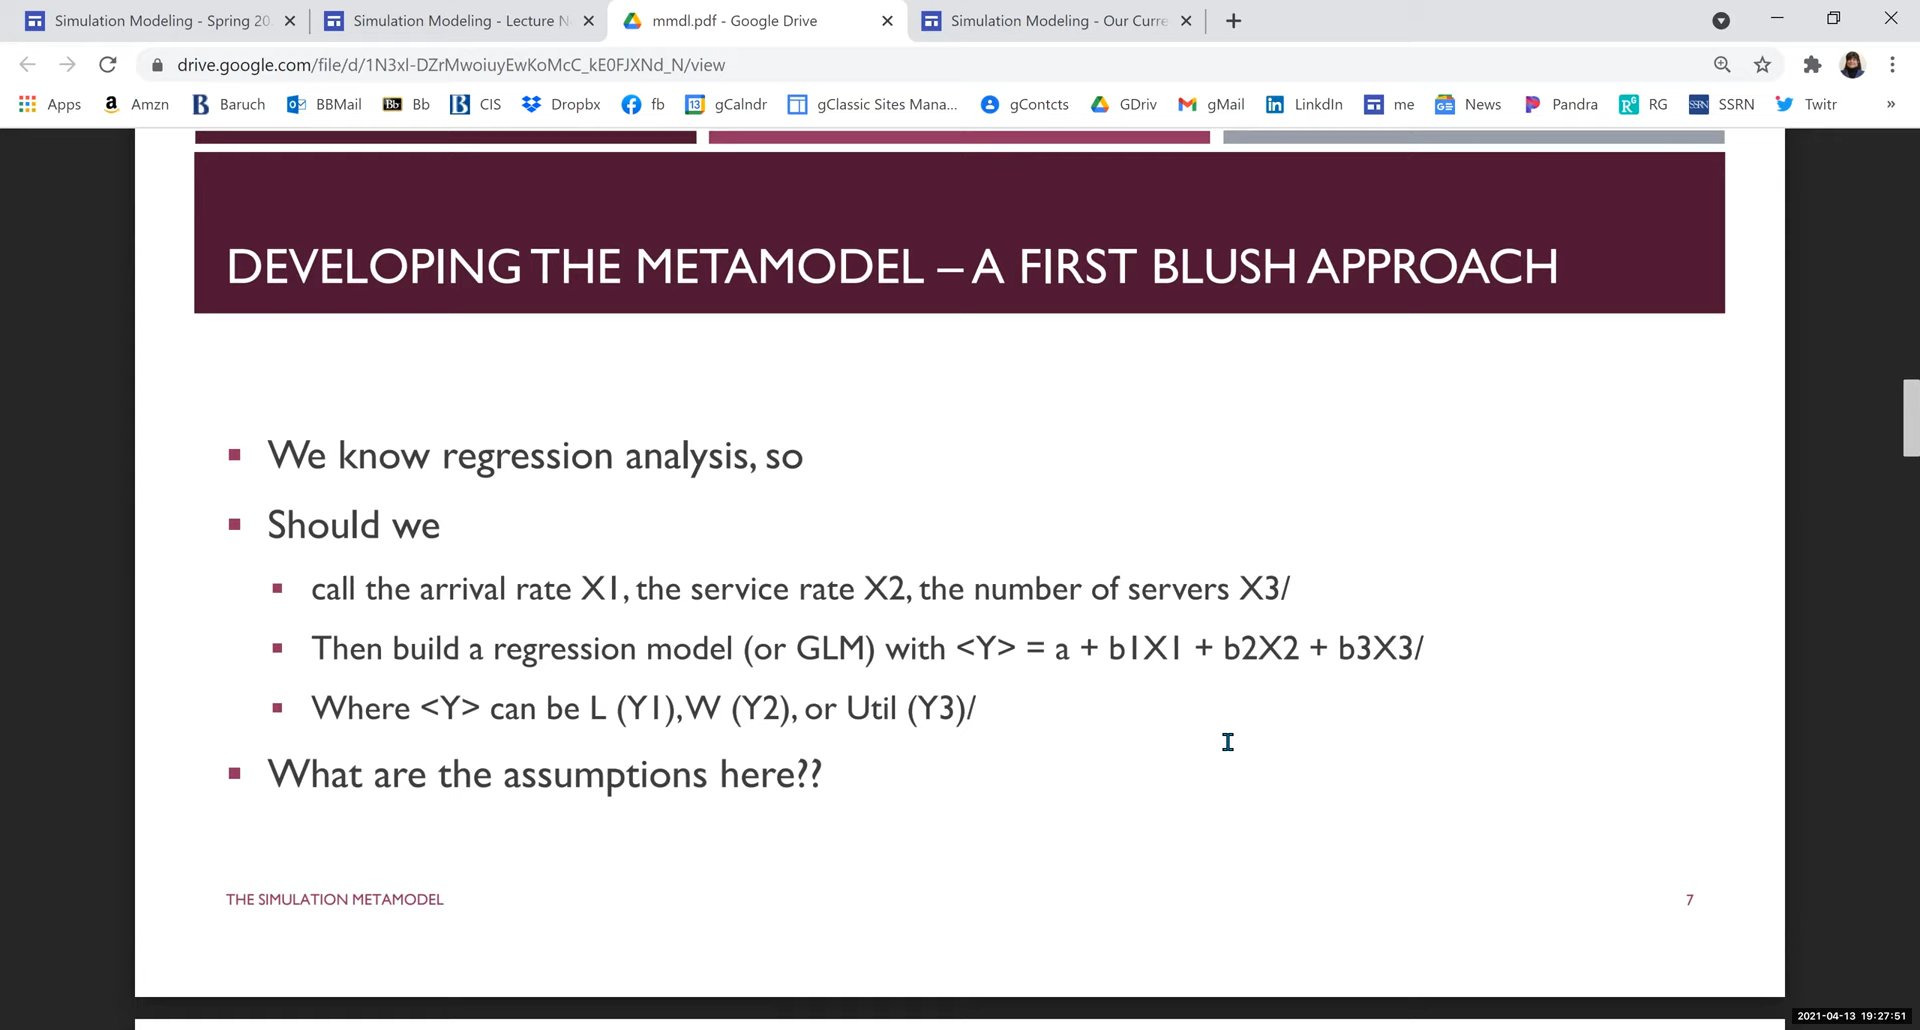 Simulation Modeling - Spring 20
Simulation Modeling - Lecture N
mmdl.pdf - Google Drive
Simulation Modeling - Our Curre
drive.google.com/file/d/1N3xl-DZrMwoiuyEwKoMcC_kE0FJXNd_N/view
Apps Amzn Baruch BBMail Bb CIS Dropbx fb gCalndr gClassic Sites Mana... gContcts GDriv gMail LinkdIn me News Pandra RG SSRN Twitr »
DEVELOPING THE METAMODEL – A FIRST BLUSH APPROACH
We know regression analysis, so
Should we
call the arrival rate X1, the service rate X2, the number of servers X3/
Then build a regression model (or GLM) with <Y> = a + b1X1 + b2X2 + b3X3/
Where <Y> can be L (Y1), W (Y2), or Util (Y3)/
What are the assumptions here??
THE SIMULATION METAMODEL
7
2021-04-13 19:27:51